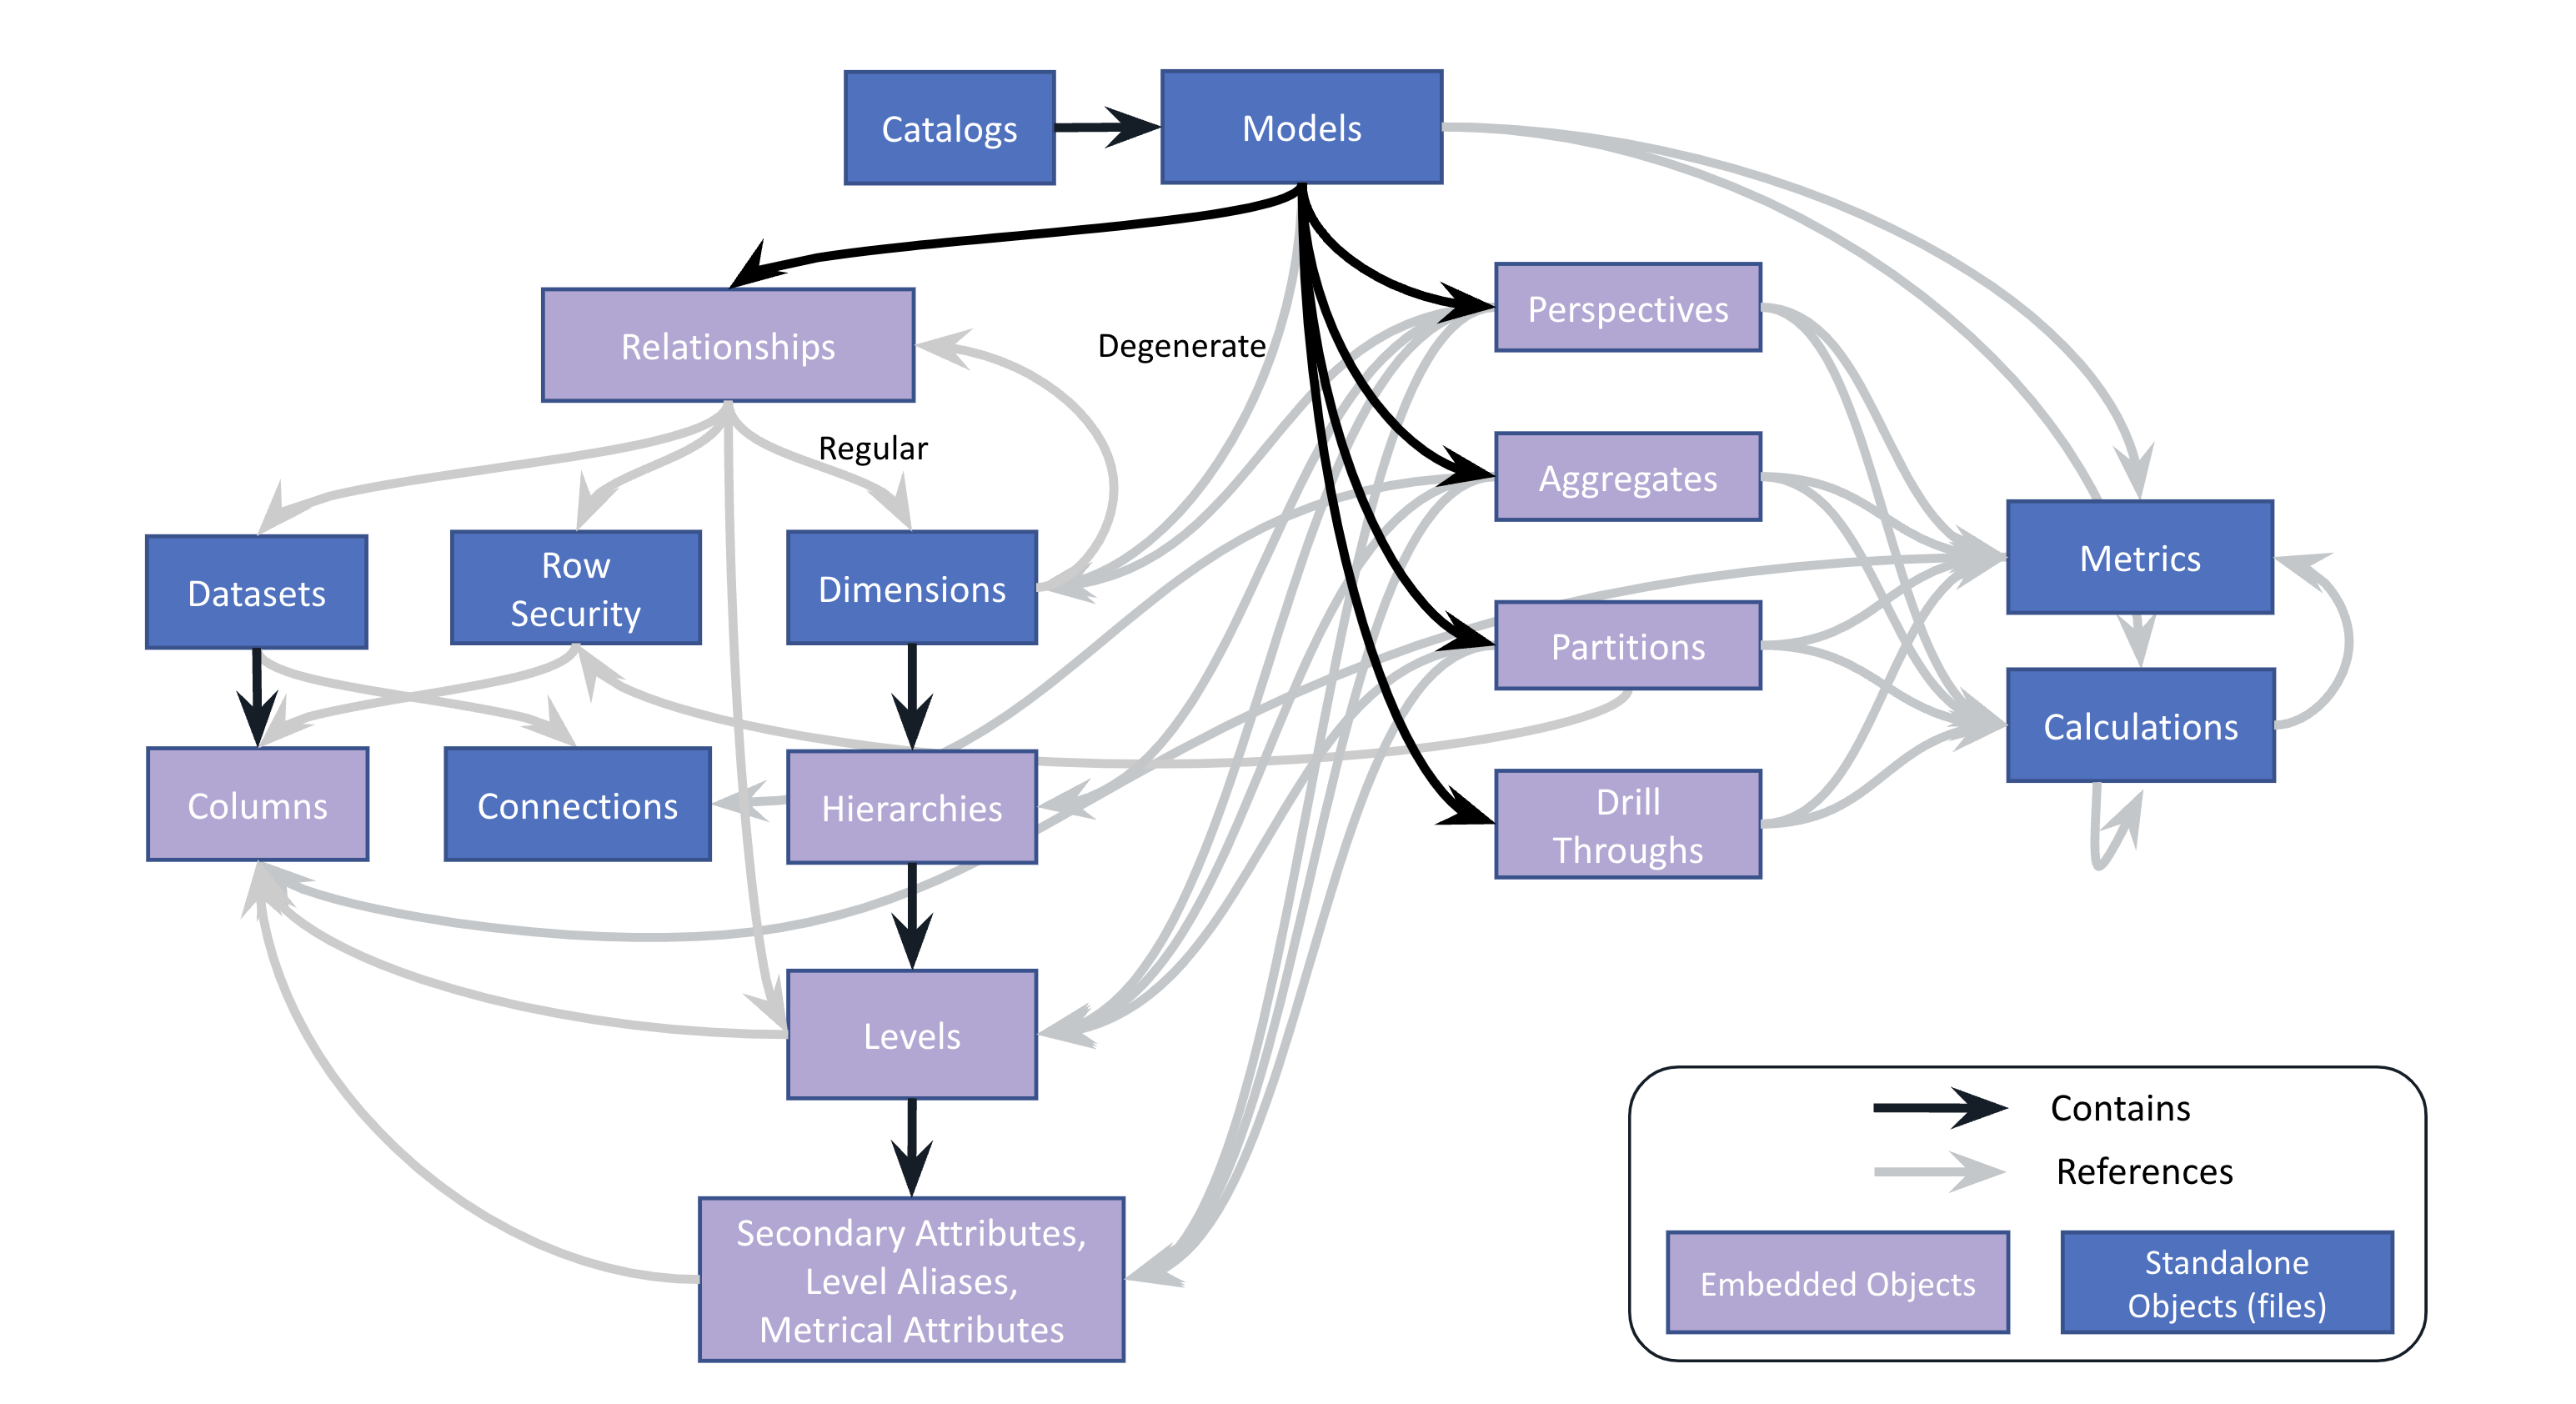 Catalogs
Models
Relationships
Degenerate
Perspectives
Regular
Aggregates
Datasets
Row
Security
Dimensions
Metrics
Partitions
Columns
Connections
Hierarchies
Calculations
Drill
Throughs
Levels
Secondary Attributes,
Level Aliases,
Metrical Attributes
Contains
References
Embedded Objects
Standalone
Objects (files)